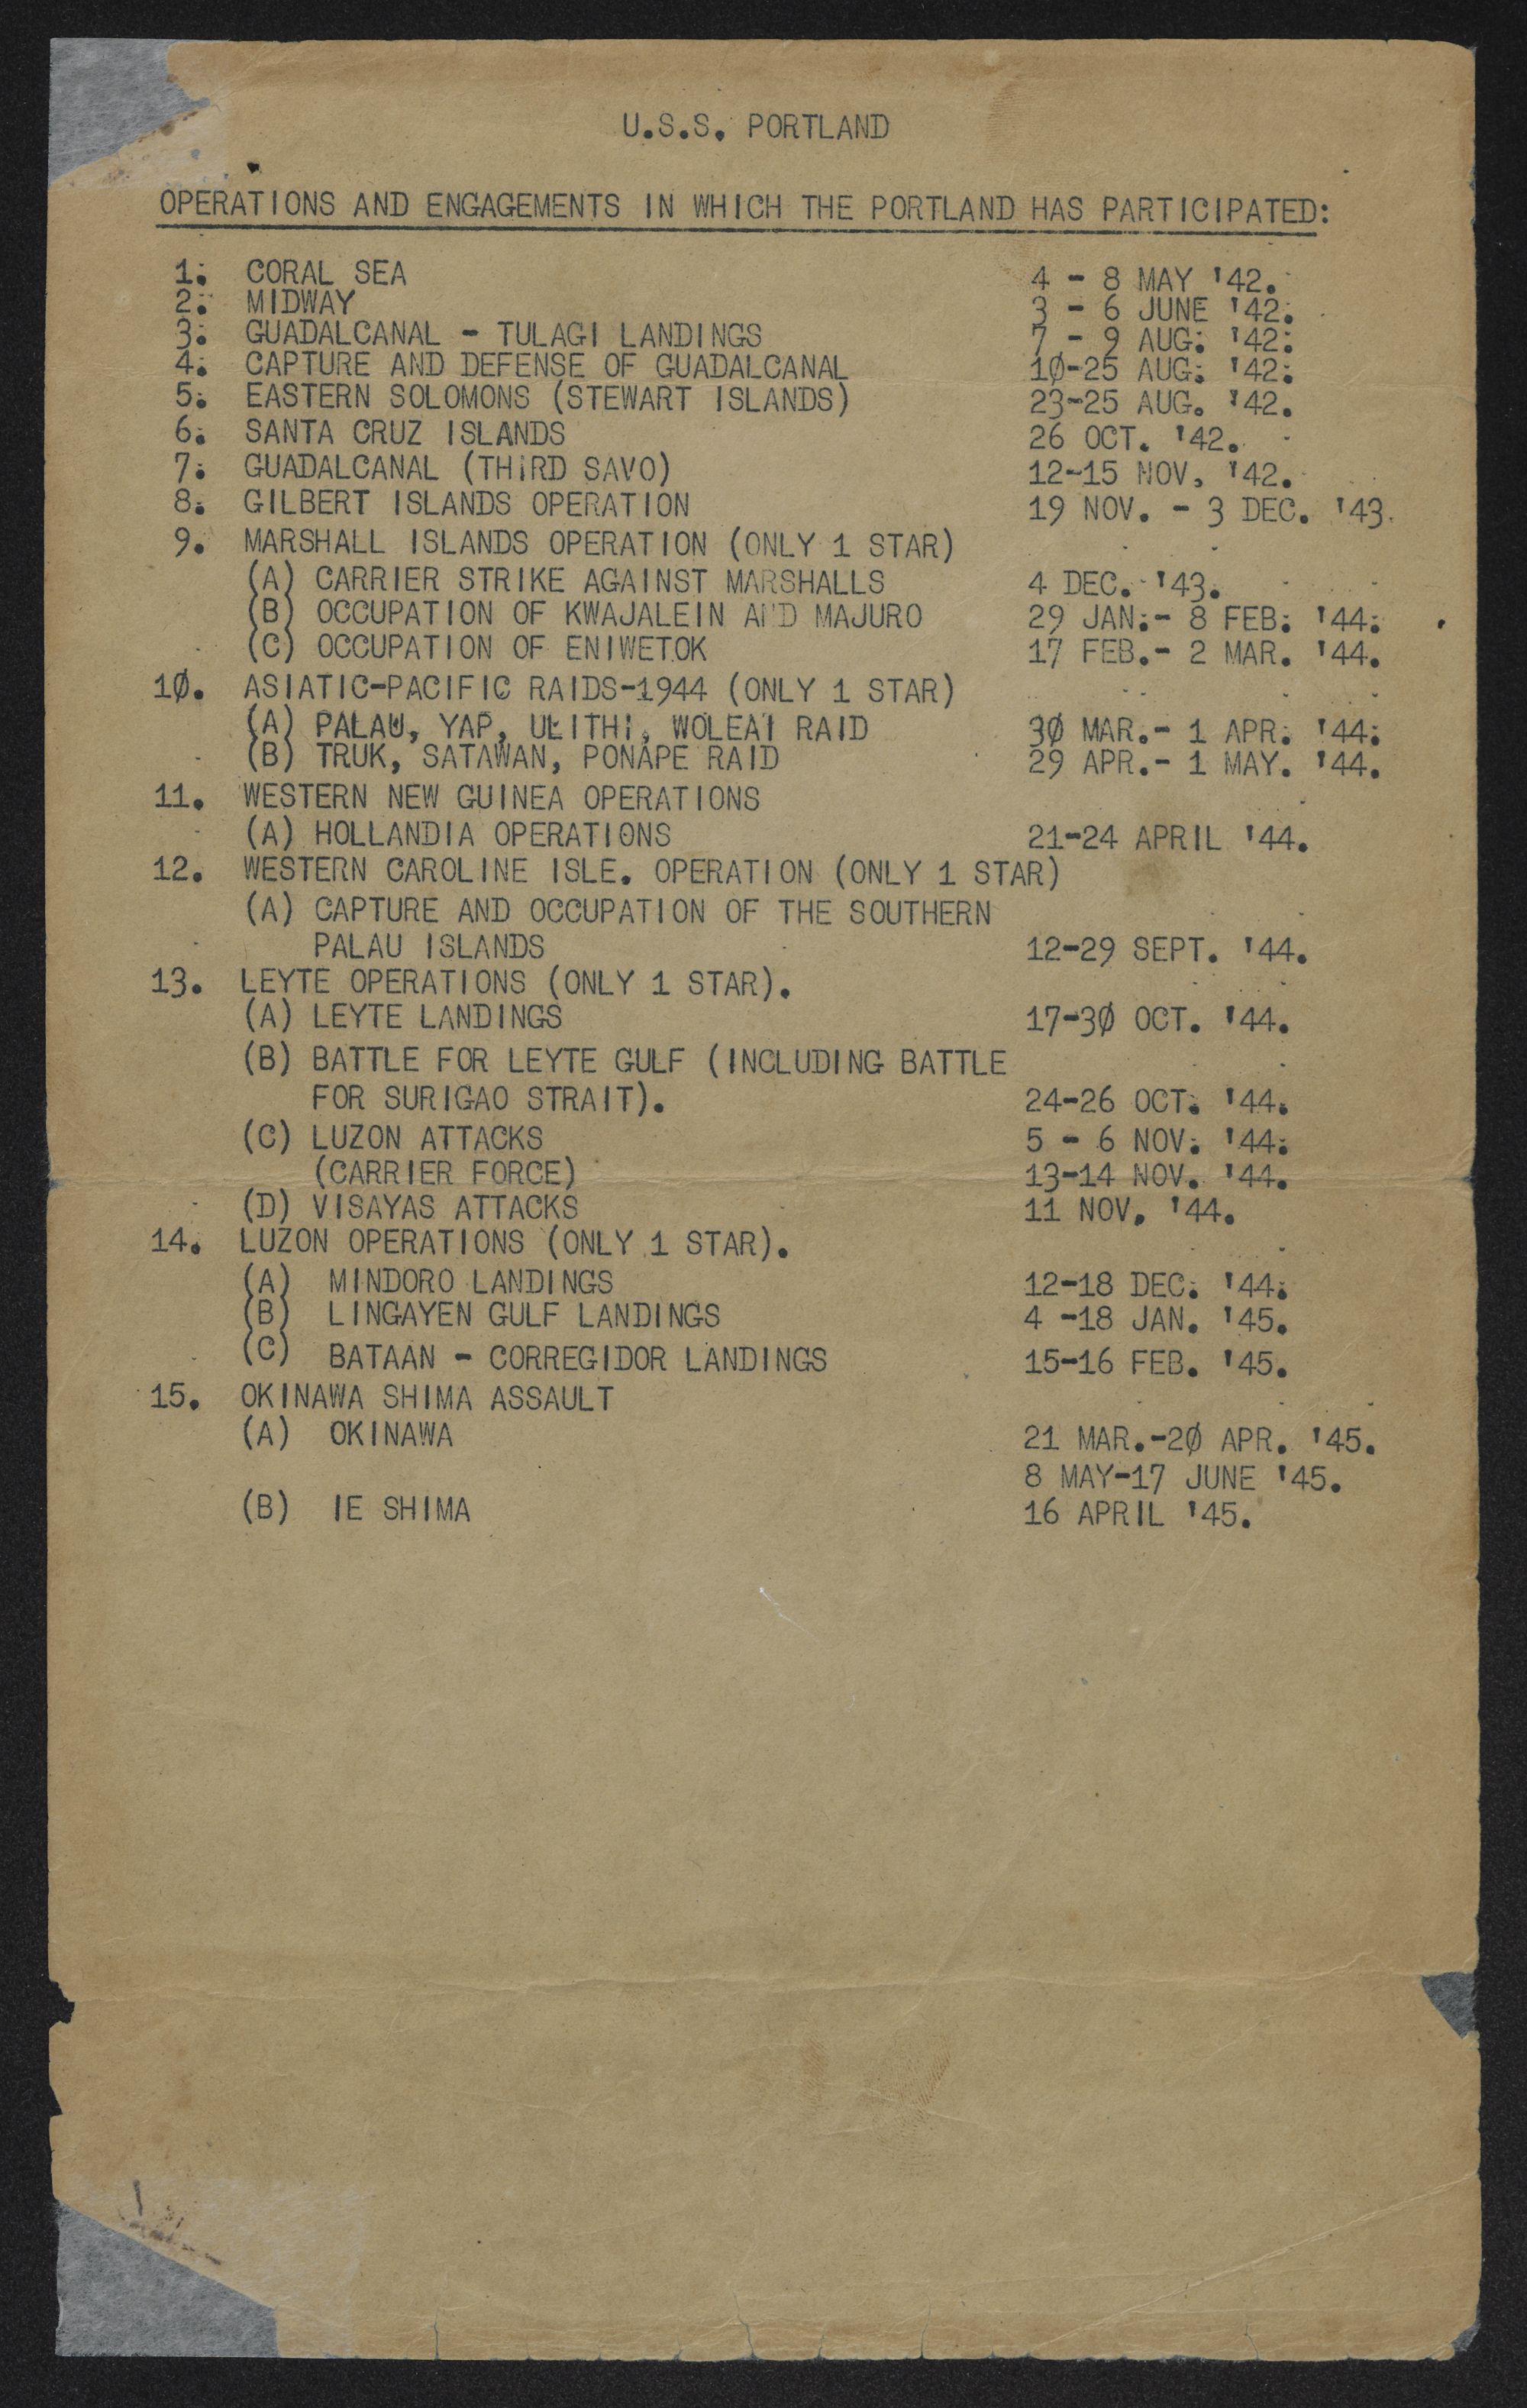 U.S.S. PORTLAND
OPERATIONS AND ENGAGEMENTS IN WHICH THE PORTLAND HAS PARTICIPATED:
1. CORAL SEA 4 - 8 MAY '42.
2. MIDWAY 3 - 6 JUNE '42.
3. GUADALCANAL - TULAGI LANDINGS 7 - 9 AUG. '42.
4. CAPTURE AND DEFENSE OF GUADALCANAL 10-25 AUG. '42.
5. EASTERN SOLOMONS (STEWART ISLANDS) 23-25 AUG. '42.
6. SANTA CRUZ ISLANDS 26 OCT. '42.
7. GUADALCANAL (THIRD SAVO) 12-15 NOV. '42.
8. GILBERT ISLANDS OPERATION 19 NOV. - 3 DEC. '43.
9. MARSHALL ISLANDS OPERATION (ONLY 1 STAR)
(A) CARRIER STRIKE AGAINST MARSHALLS 4 DEC. '43.
(B) OCCUPATION OF KWAJALEIN AND MAJURO 29 JAN.- 8 FEB. '44.
(C) OCCUPATION OF ENIWETOK 17 FEB.- 2 MAR. '44.
10. ASIATIC-PACIFIC RAIDS-1944 (ONLY 1 STAR)
(A) PALAU, YAP, ULITHI, WOLEAI RAID 30 MAR.- 1 APR. '44.
(B) TRUK, SATAWAN, PONAPE RAID 29 APR.- 1 MAY. '44.
11. WESTERN NEW GUINEA OPERATIONS
(A) HOLLANDIA OPERATIONS 21-24 APRIL '44.
12. WESTERN CAROLINE ISLE. OPERATION (ONLY 1 STAR)
(A) CAPTURE AND OCCUPATION OF THE SOUTHERN
PALAU ISLANDS 12-29 SEPT. '44.
13. LEYTE OPERATIONS (ONLY 1 STAR).
(A) LEYTE LANDINGS 17-30 OCT. '44.
(B) BATTLE FOR LEYTE GULF (INCLUDING BATTLE
FOR SURIGAO STRAIT). 24-26 OCT. '44.
(C) LUZON ATTACKS 5 - 6 NOV. '44.
(CARRIER FORCE) 13-14 NOV. '44.
(D) VISAYAS ATTACKS 11 NOV. '44.
14. LUZON OPERATIONS (ONLY 1 STAR).
(A) MINDORO LANDINGS 12-18 DEC. '44.
(B) LINGAYEN GULF LANDINGS 4 -18 JAN. '45.
(C) BATAAN - CORREGIDOR LANDINGS 15-16 FEB. '45.
15. OKINAWA SHIMA ASSAULT
(A) OKINAWA 21 MAR.-20 APR. '45.
8 MAY-17 JUNE '45.
(B) IE SHIMA 16 APRIL '45.